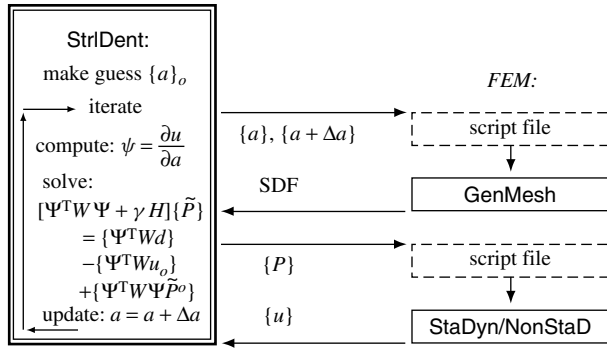 StrlDent:
make guess {a}ₒ
iterate
compute: ψ = ∂u/∂a
solve:
[ΨᵀWΨ + γH]{P̃}
= {ΨᵀWd}
−{ΨᵀWuₒ}
+{ΨᵀWΨP̃ᵒ}
update: a = a + Δa
{a}, {a + Δa}
SDF
{P}
{u}
FEM:
script file
GenMesh
script file
StaDyn/NonStaD